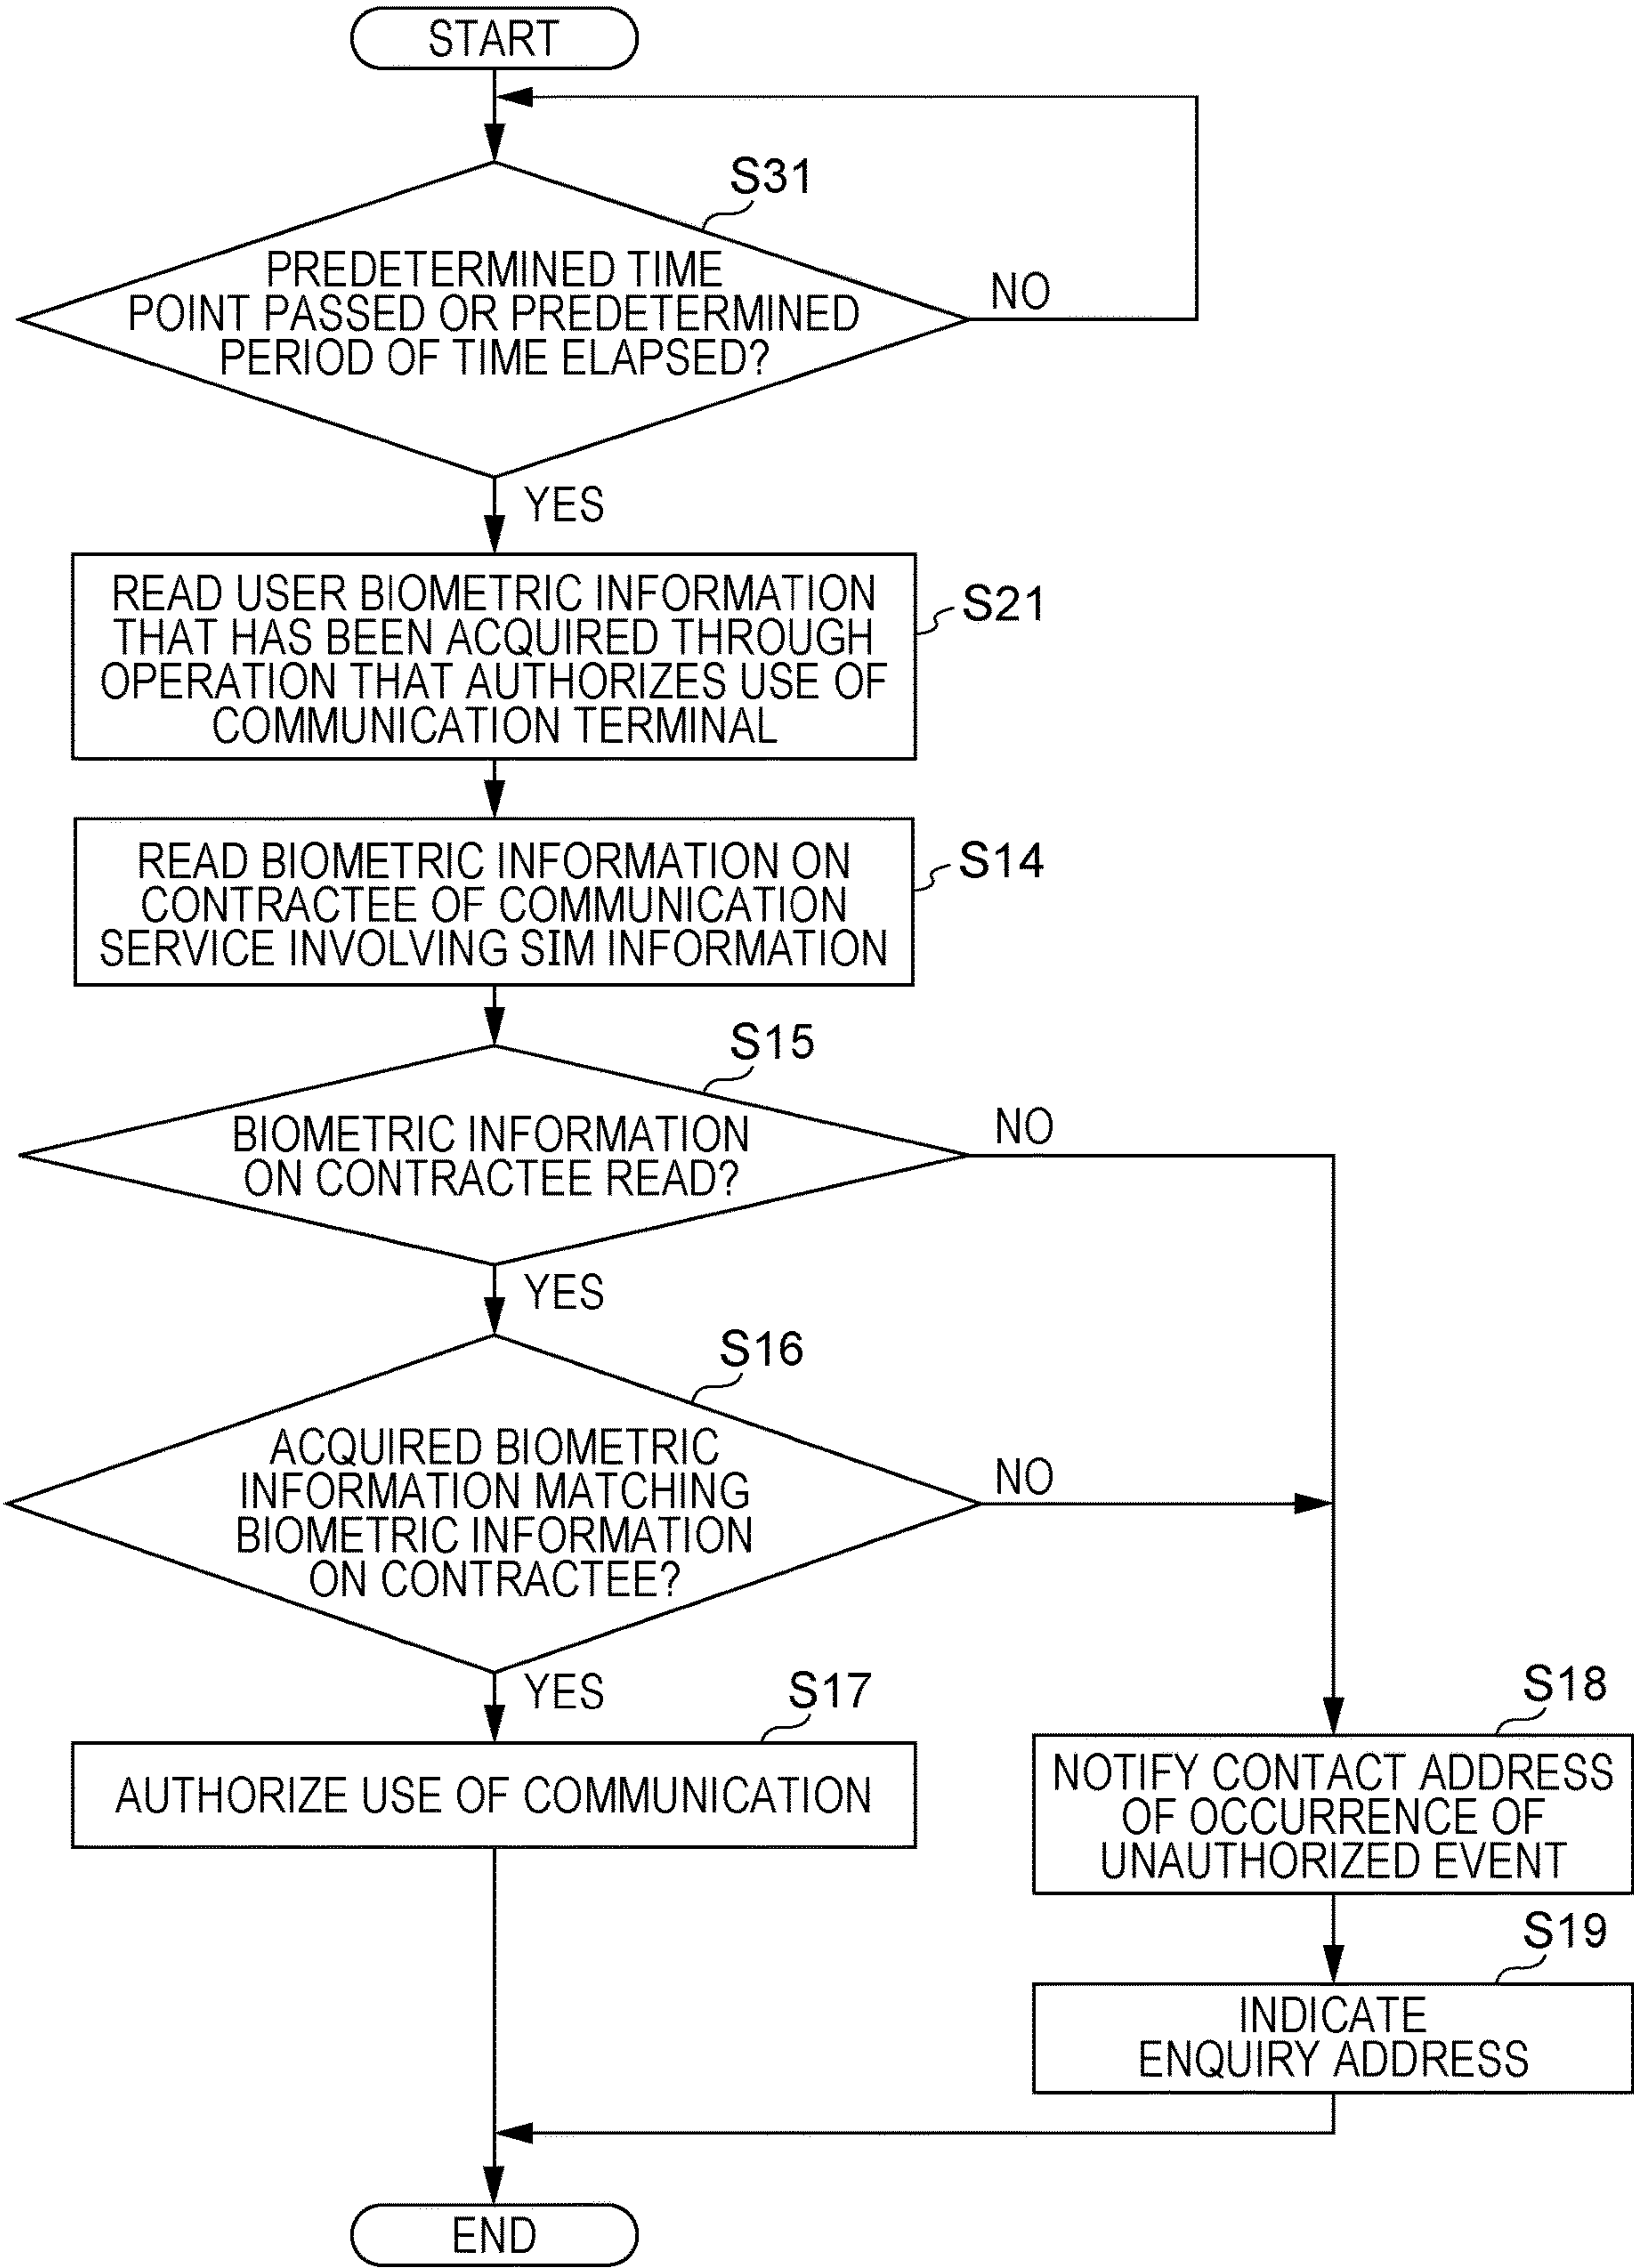 START
S31
PREDETERMINED TIME
POINT PASSED OR PREDETERMINED
PERIOD OF TIME ELAPSED?
NO
YES
READ USER BIOMETRIC INFORMATION
THAT HAS BEEN ACQUIRED THROUGH
OPERATION THAT AUTHORIZES USE OF
COMMUNICATION TERMINAL
S21
READ BIOMETRIC INFORMATION ON
CONTRACTEE OF COMMUNICATION
SERVICE INVOLVING SIM INFORMATION
S14
S15
BIOMETRIC INFORMATION
ON CONTRACTEE READ?
NO
YES
S16
ACQUIRED BIOMETRIC
INFORMATION MATCHING
BIOMETRIC INFORMATION
ON CONTRACTEE?
NO
YES
S17
AUTHORIZE USE OF COMMUNICATION
S18
NOTIFY CONTACT ADDRESS
OF OCCURRENCE OF
UNAUTHORIZED EVENT
S19
INDICATE
ENQUIRY ADDRESS
END